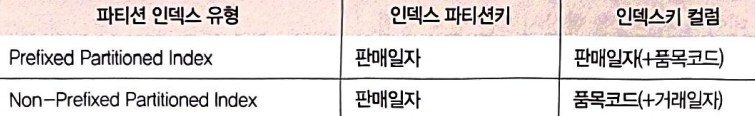 파티션 인덱스 유형 인덱스 파티션키 인덱스키 컬럼
Prefixed Partitioned Index 판매일자 판매일자(+품목코드)
Non-Prefixed Partitioned Index 판매일자 품목코드(+거래일자)